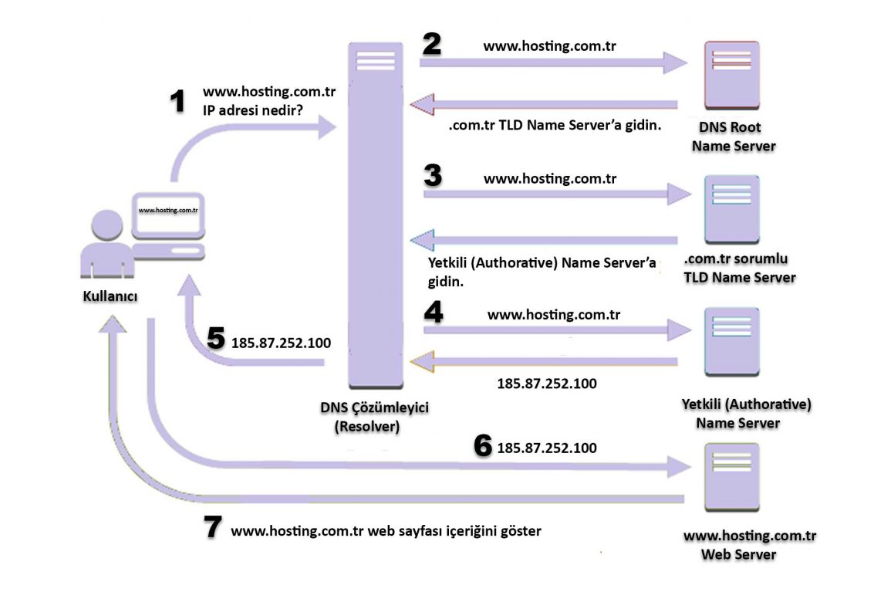 1
www.hosting.com.tr
IP adresi nedir?
2
www.hosting.com.tr
.com.tr TLD Name Server'a gidin.
DNS Root
Name Server
3
www.hosting.com.tr
Yetkili (Authorative) Name Server'a
gidin.
.com.tr sorumlu
TLD Name Server
www.hosting.com.tr
Kullanıcı
4
www.hosting.com.tr
185.87.252.100
Yetkili (Authorative)
Name Server
5
185.87.252.100
DNS Çözümleyici
(Resolver)
6
185.87.252.100
7
www.hosting.com.tr web sayfası içeriğini göster
www.hosting.com.tr
Web Server